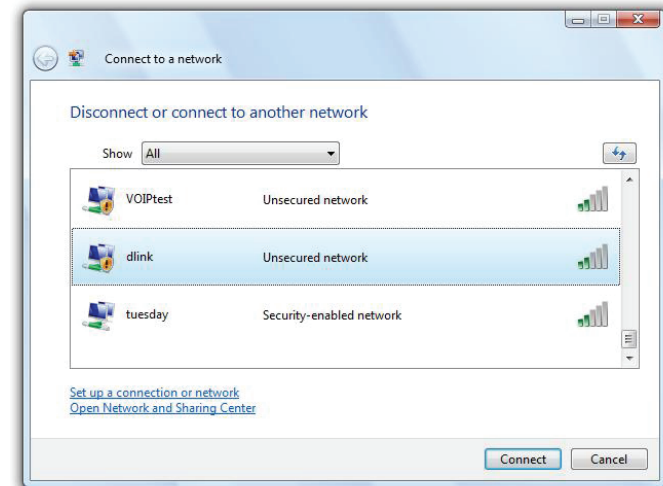 Connect to a network
Disconnect or connect to another network
Show All
VOIPtest Unsecured network
dlink Unsecured network
tuesday Security-enabled network
Set up a connection or network
Open Network and Sharing Center
Connect Cancel